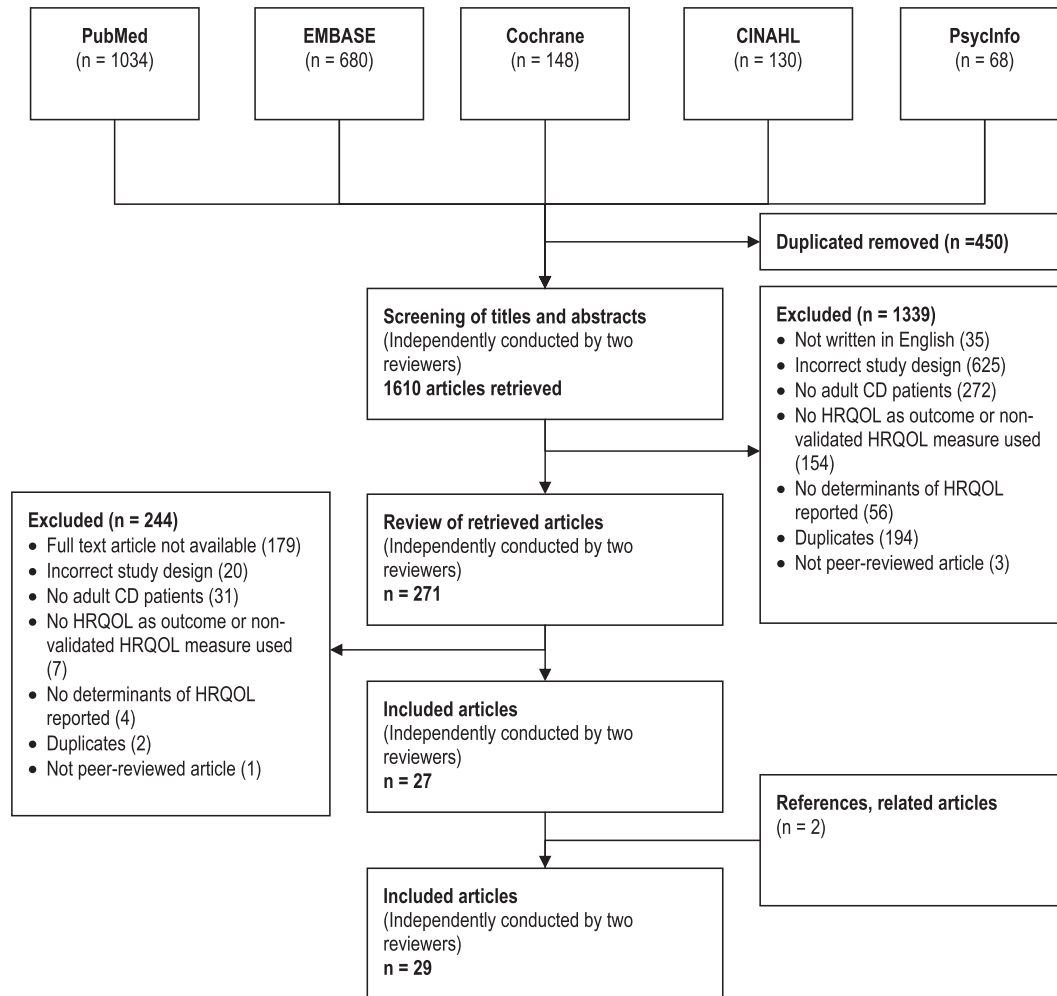 PubMed
(n = 1034)
EMBASE
(n = 680)
Cochrane
(n = 148)
CINAHL
(n = 130)
PsycInfo
(n = 68)
Duplicated removed (n =450)
Screening of titles and abstracts
(Independently conducted by two
reviewers)
1610 articles retrieved
Excluded (n = 1339)
• Not written in English (35)
• Incorrect study design (625)
• No adult CD patients (272)
• No HRQOL as outcome or non-
validated HRQOL measure used
(154)
• No determinants of HRQOL
reported (56)
• Duplicates (194)
• Not peer-reviewed article (3)
Review of retrieved articles
(Independently conducted by two
reviewers)
n = 271
Excluded (n = 244)
• Full text article not available (179)
• Incorrect study design (20)
• No adult CD patients (31)
• No HRQOL as outcome or non-
validated HRQOL measure used
(7)
• No determinants of HRQOL
reported (4)
• Duplicates (2)
• Not peer-reviewed article (1)
Included articles
(Independently conducted by two
reviewers)
n = 27
References, related articles
(n = 2)
Included articles
(Independently conducted by two
reviewers)
n = 29